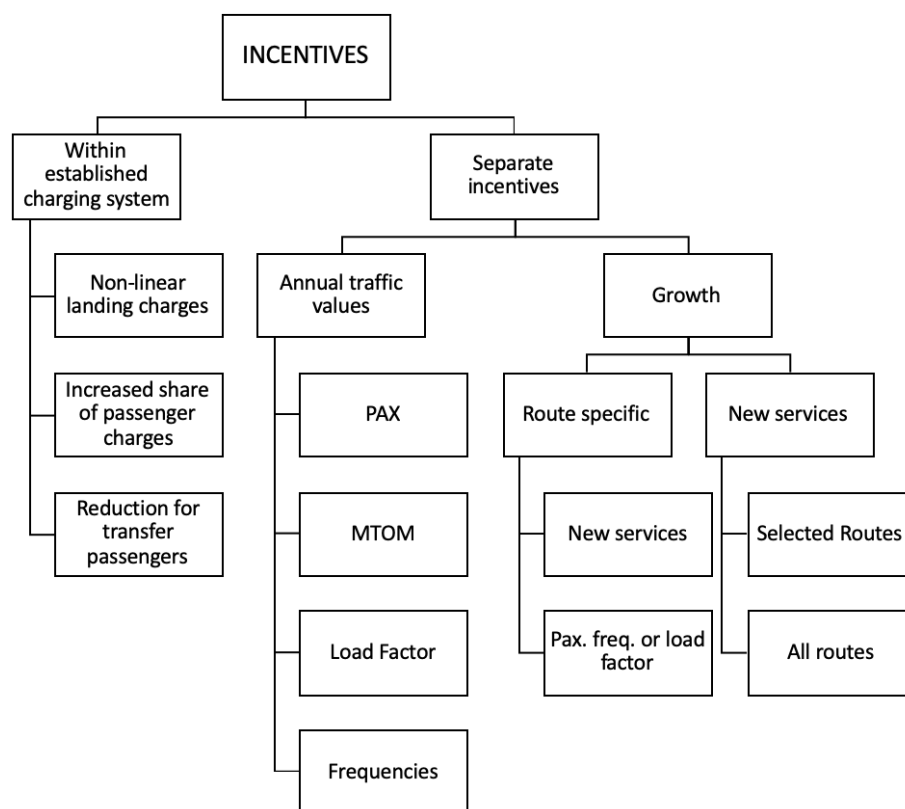 INCENTIVES
Within
established
charging system
Separate
incentives
Non-linear
landing charges
Annual traffic
values
Growth
Increased share
of passenger
charges
PAX
Route specific
New services
Reduction for
transfer
passengers
MTOM
New services
Selected Routes
Load Factor
Pax. freq. or load
factor
All routes
Frequencies